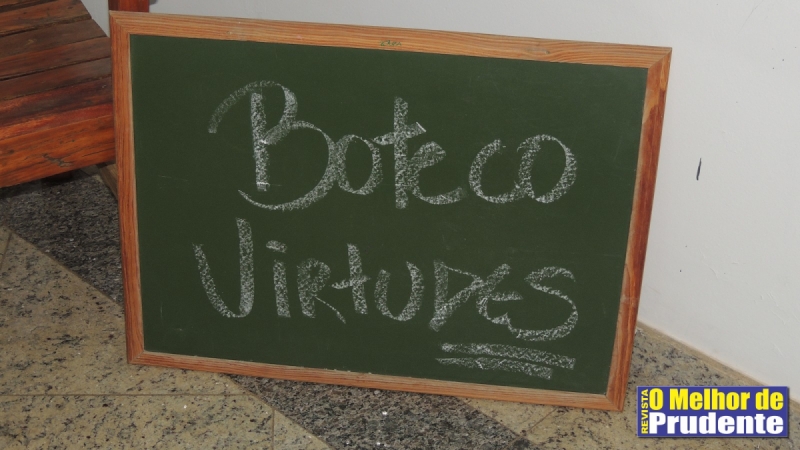 Boteco
Virtudes
REVISTA
O Melhor de
Prudente